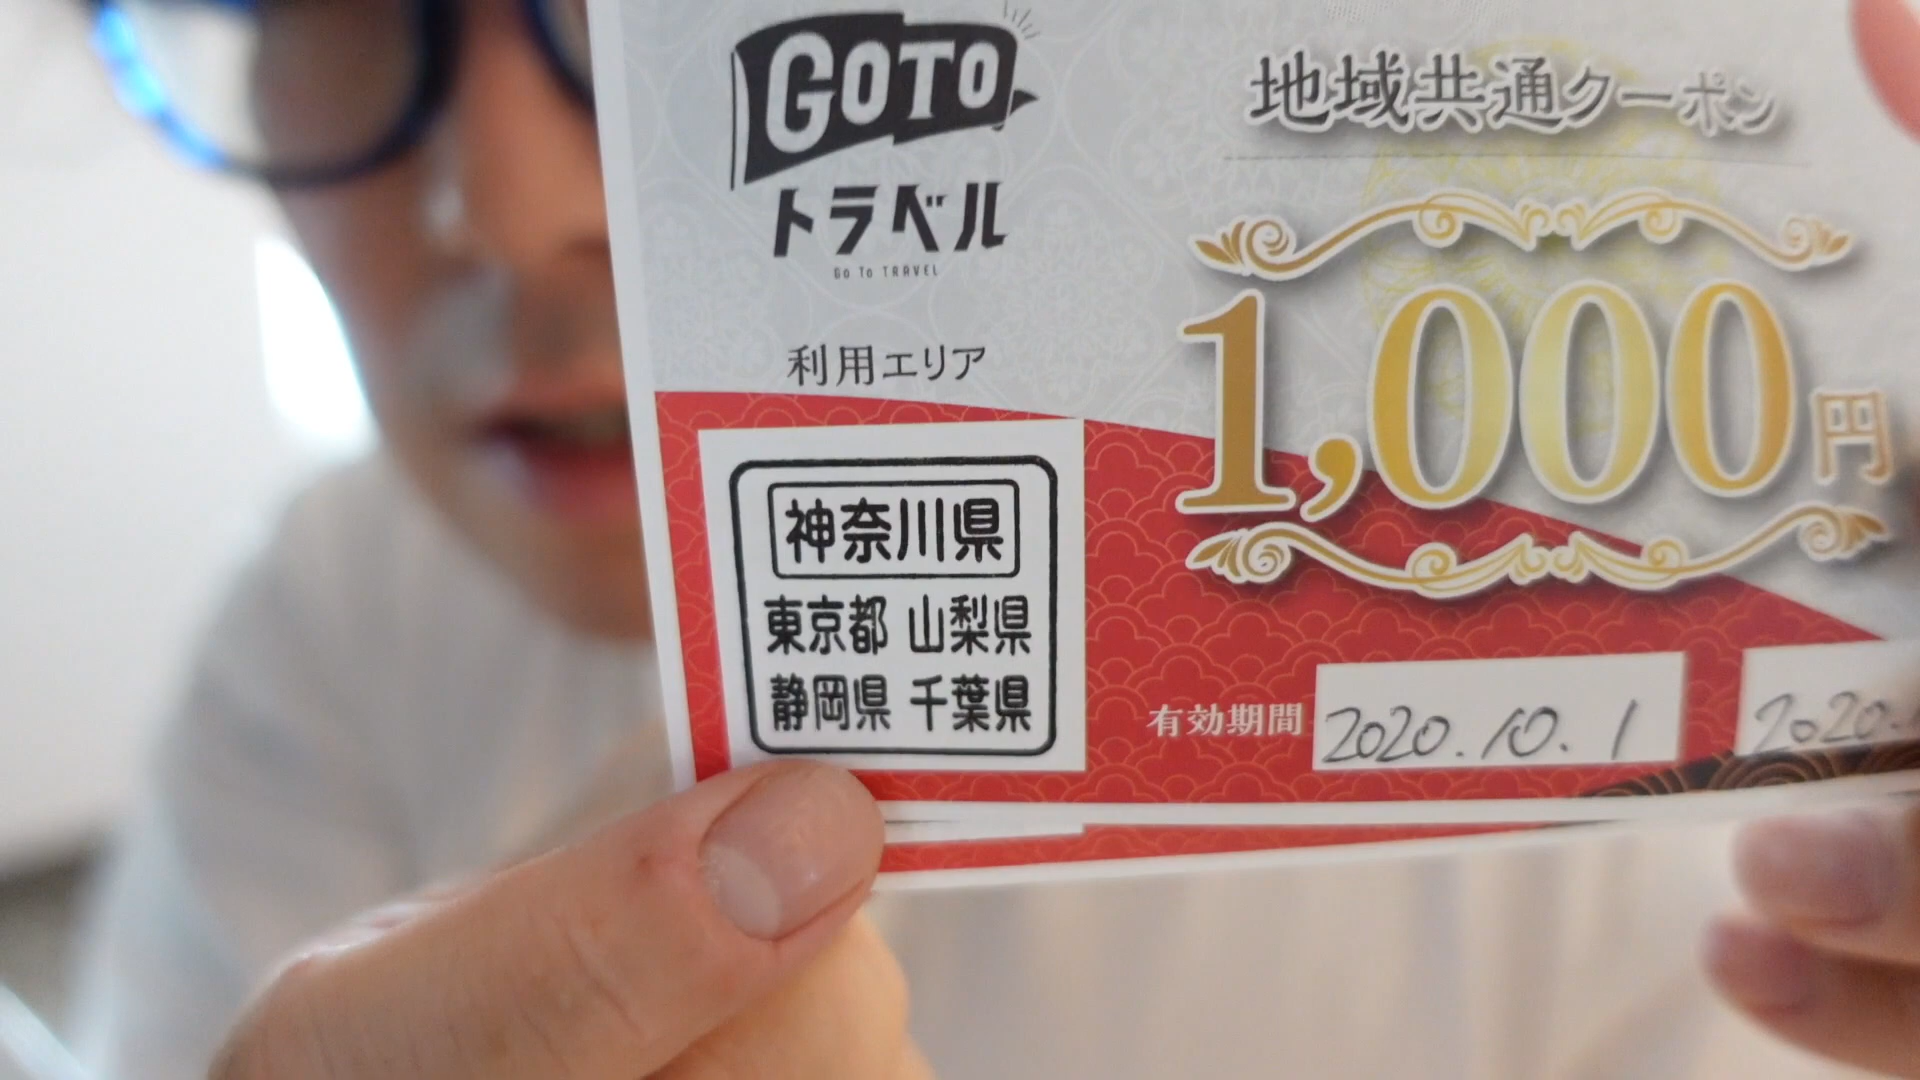 GOTO
トラベル
Go To TRAVEL
地域共通クーポン
1,000円
利用エリア
神奈川県
東京都 山梨県
静岡県 千葉県
有効期間 2020.10.1
2020.